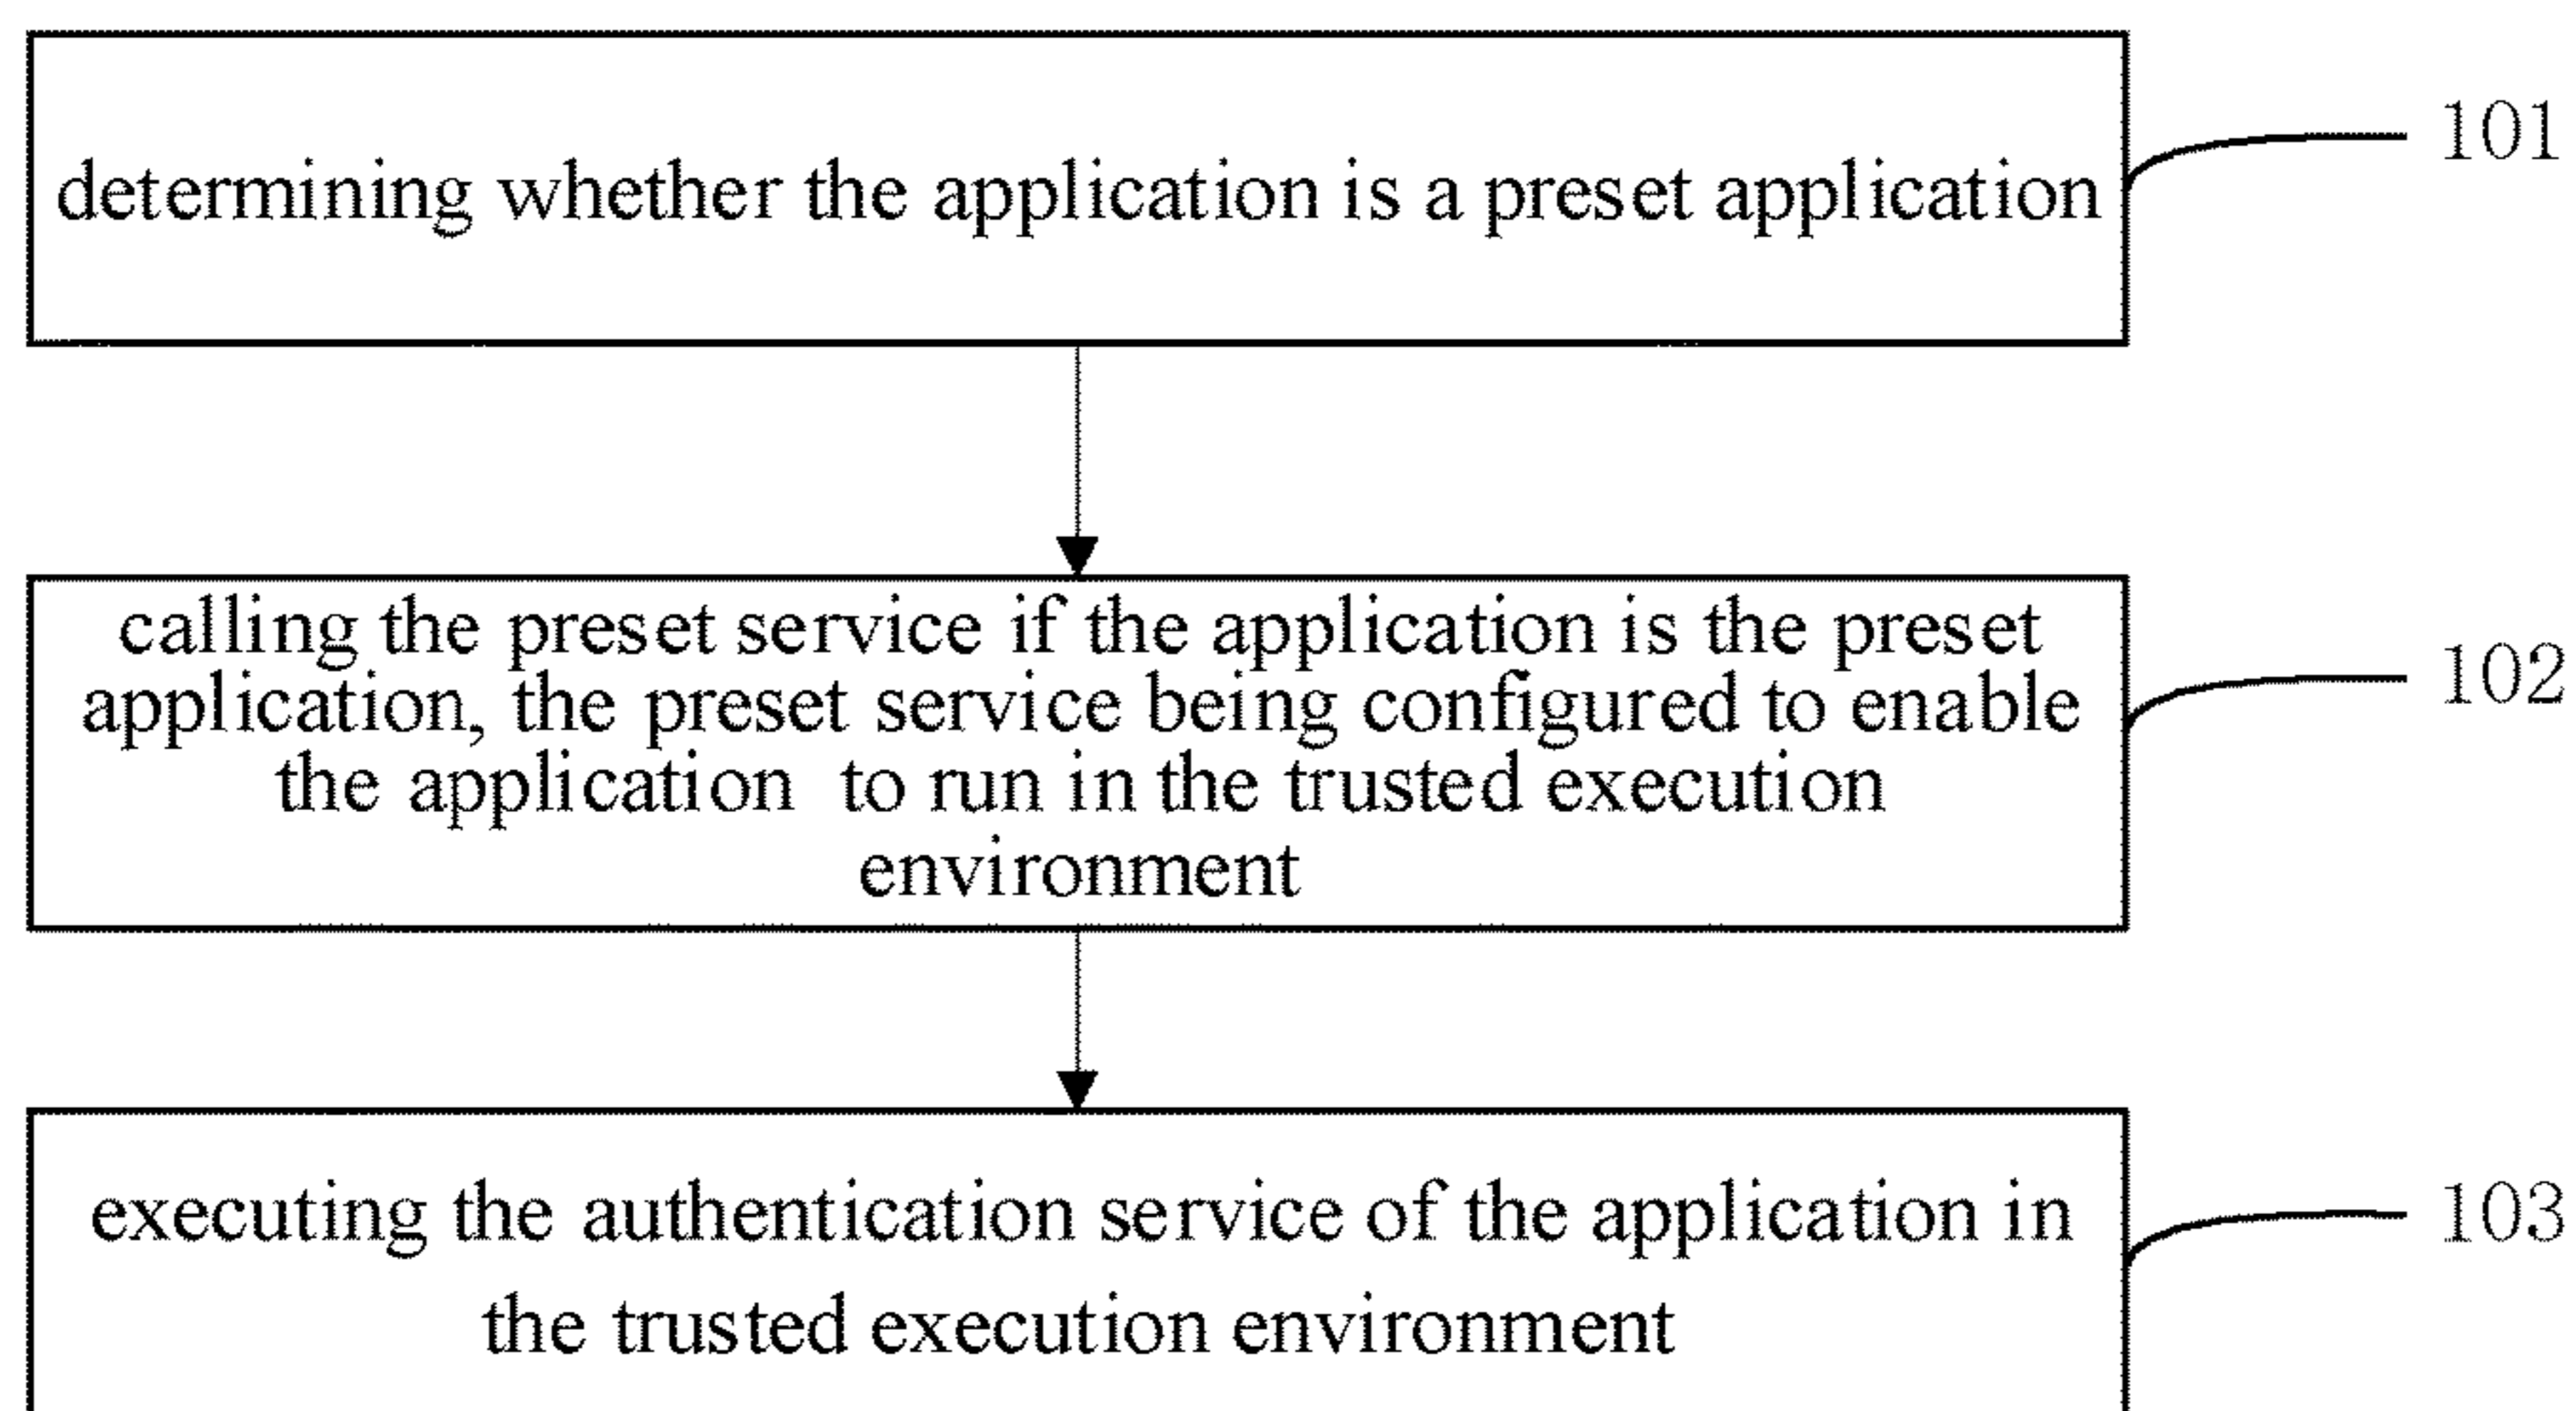 determining whether the application is a preset application
101
calling the preset service if the application is the preset
application, the preset service being configured to enable
the application to run in the trusted execution
environment
102
executing the authentication service of the application in
the trusted execution environment
103